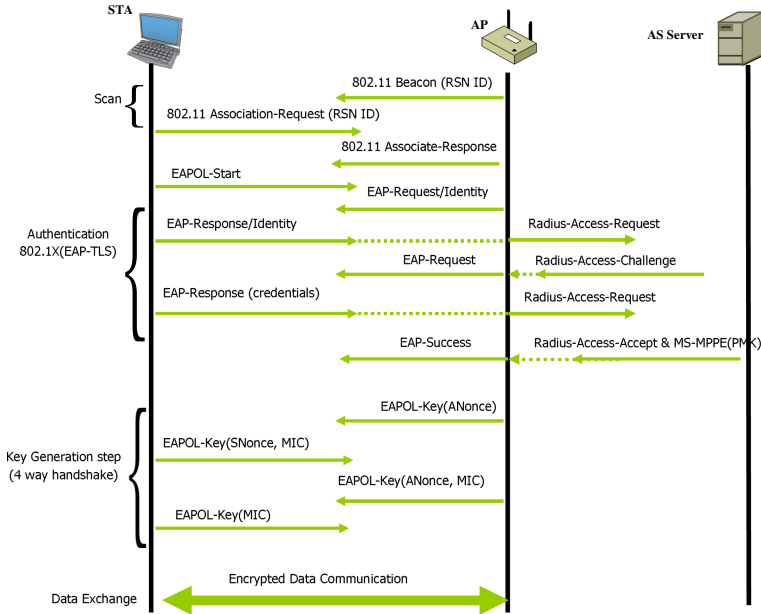 STA
AP
AS Server
802.11 Beacon (RSN ID)
Scan
802.11 Association-Request (RSN ID)
802.11 Associate-Response
EAPOL-Start
EAP-Request/Identity
EAP-Response/Identity
Radius-Access-Request
Authentication
802.1X(EAP-TLS)
EAP-Request
Radius-Access-Challenge
EAP-Response (credentials)
Radius-Access-Request
EAP-Success
Radius-Access-Accept & MS-MPPE(PMK)
EAPOL-Key(ANonce)
EAPOL-Key(SNonce, MIC)
Key Generation step
(4 way handshake)
EAPOL-Key(ANonce, MIC)
EAPOL-Key(MIC)
Encrypted Data Communication
Data Exchange